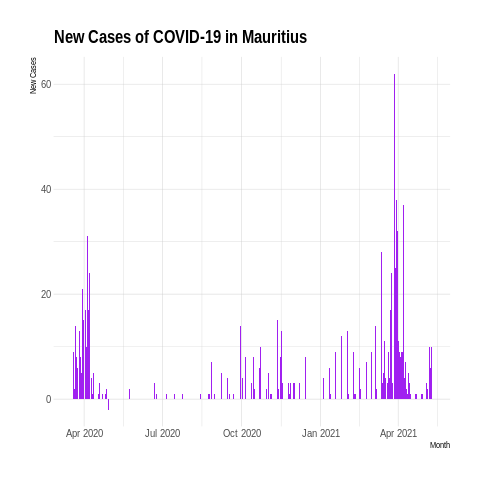 New Cases of COVID-19 in Mauritius
New Cases
60
40
20
0
Apr 2020 Jul 2020 Oct 2020 Jan 2021 Apr 2021
Month